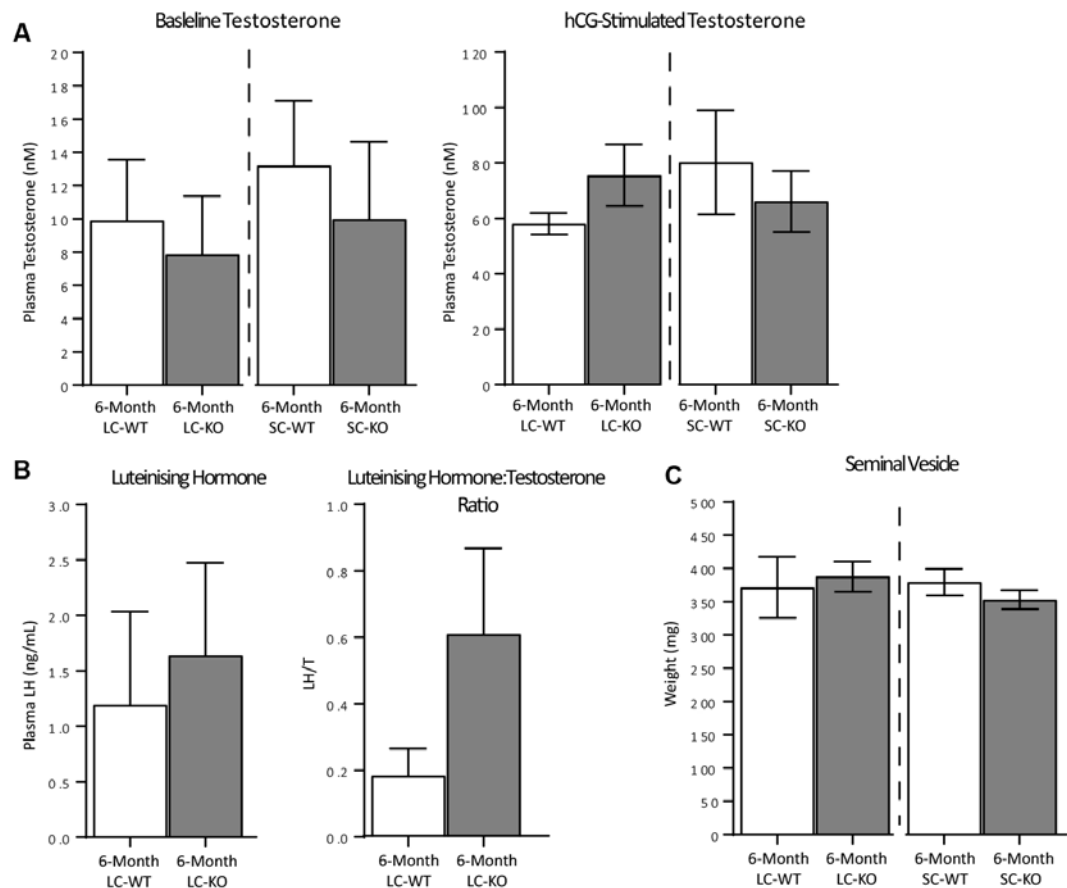 A
Basleline Testosterone
Plasma Testosterone (nM)
20
18
16
14
12
10
8
6
4
2
0
6-Month LC-WT
6-Month LC-KO
6-Month SC-WT
6-Month SC-KO
hCG-Stimulated Testosterone
Plasma Testosterone (nM)
120
100
80
60
40
20
0
6-Month LC-WT
6-Month LC-KO
6-Month SC-WT
6-Month SC-KO
B
Luteinising Hormone
Plasma LH (ng/mL)
3.0
2.5
2.0
1.5
1.0
0.5
0.0
6-Month LC-WT
6-Month LC-KO
Luteinising Hormone:Testosterone
Ratio
LH/T
1.0
0.8
0.6
0.4
0.2
0.0
6-Month LC-WT
6-Month LC-KO
C
Seminal Veside
Weight (mg)
500
450
400
350
300
250
200
150
100
50
0
6-Month LC-WT
6-Month LC-KO
6-Month SC-WT
6-Month SC-KO